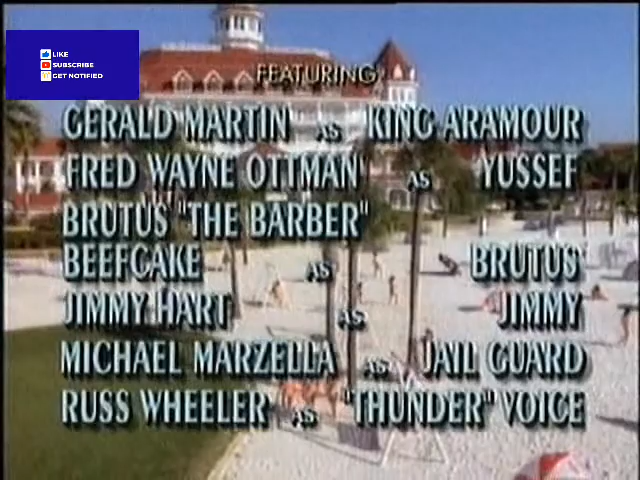 LIKE
SUBSCRIBE
GET NOTIFIED
FEATURING
GERALD MARTIN AS KING ARAMOUR
FRED WAYNE OTTMAN AS YUSSEF
BRUTUS "THE BARBER"
BEEFCAKE AS BRUTUS
JIMMY HART AS JIMMY
MICHAEL MARZELLA AS JAIL GUARD
RUSS WHEELER AS "THUNDER" VOICE